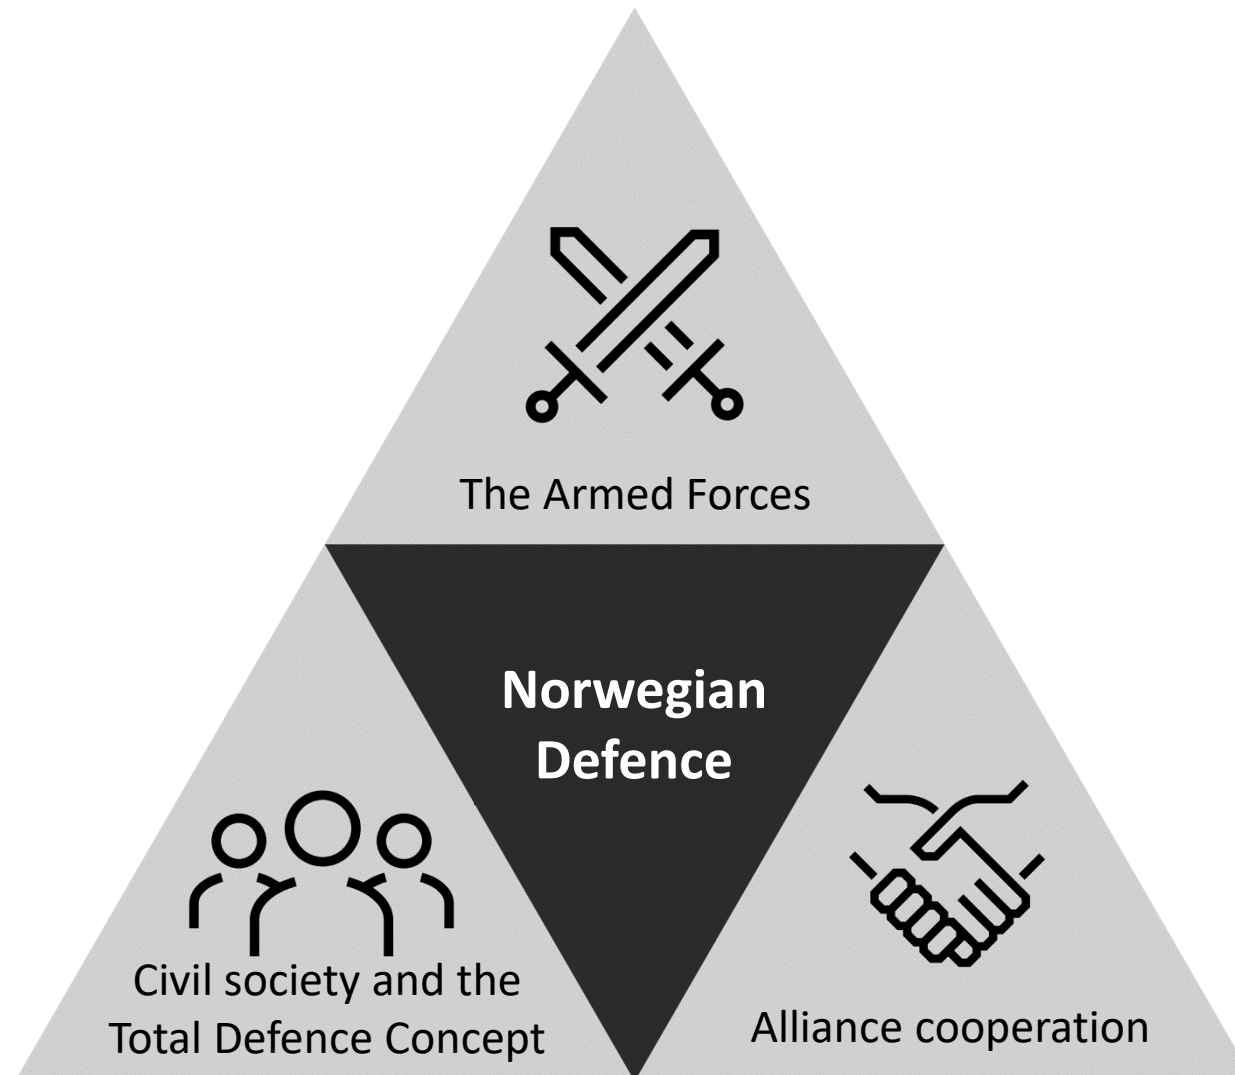 The Armed Forces
Norwegian
Defence
Civil society and the
Total Defence Concept
Alliance cooperation